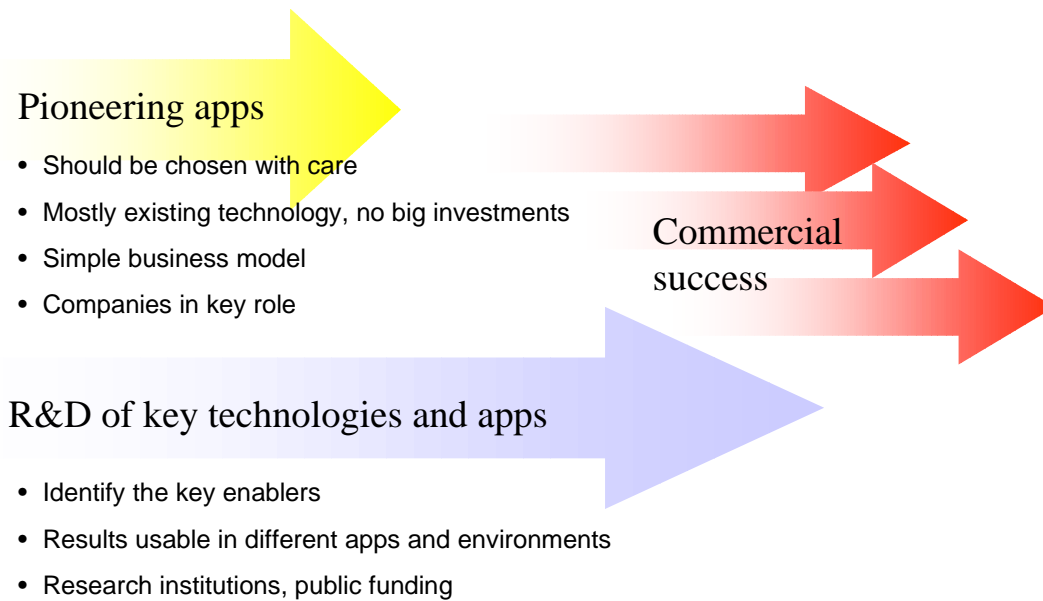 Pioneering apps
• Should be chosen with care
• Mostly existing technology, no big investments
• Simple business model
• Companies in key role
Commercial
success
R&D of key technologies and apps
• Identify the key enablers
• Results usable in different apps and environments
• Research institutions, public funding